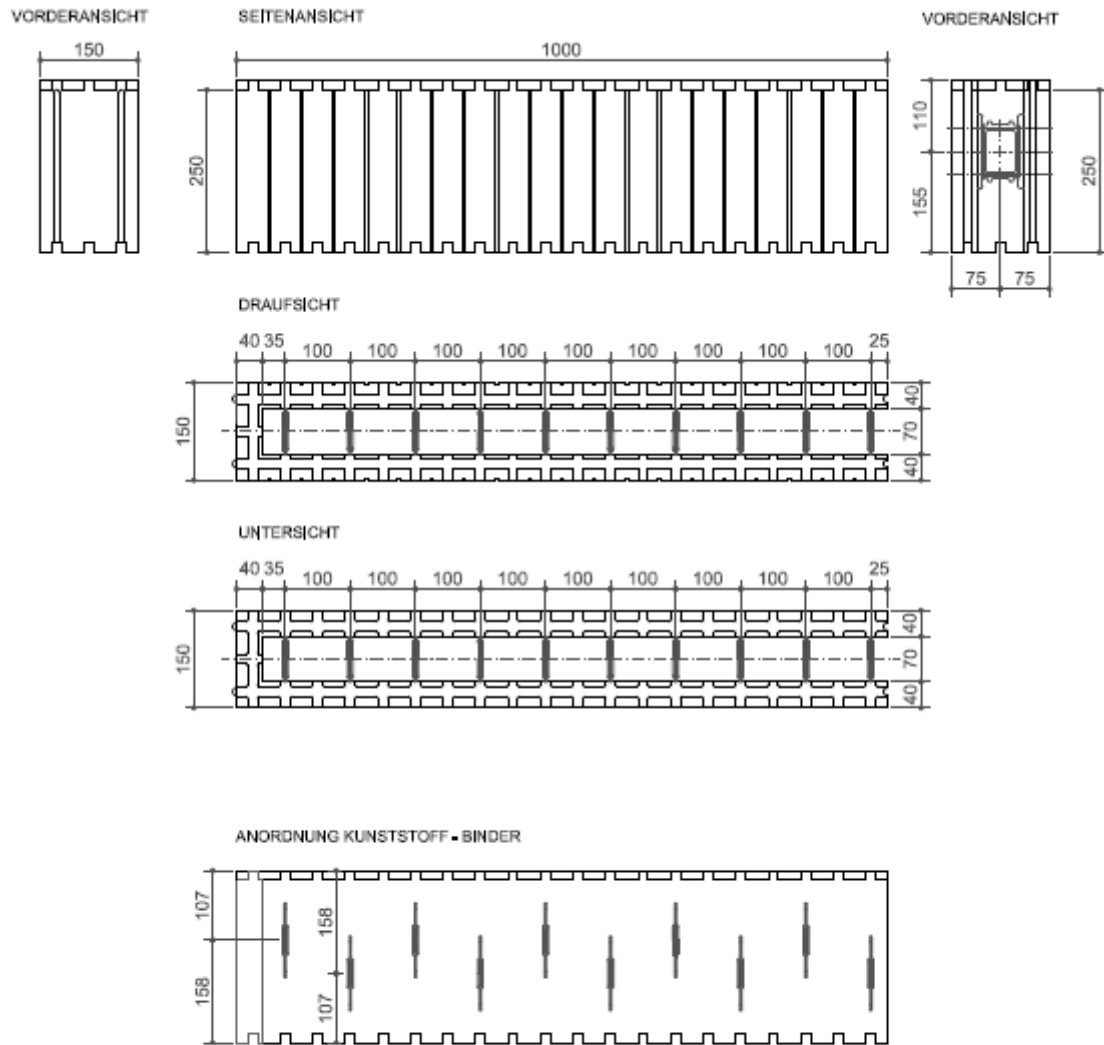 VORDERANSICHT
SEITENANSICHT
VORDERANSICHT
150
1000
250
110
155
250
75 75
DRAUFSICHT
40 35 100 100 100 100 100 100 100 100 100 25
150
40
70
40
UNTERSICHT
40 35 100 100 100 100 100 100 100 100 100 25
150
40
70
40
ANORDNUNG KUNSTSTOFF - BINDER
107
158
158
107